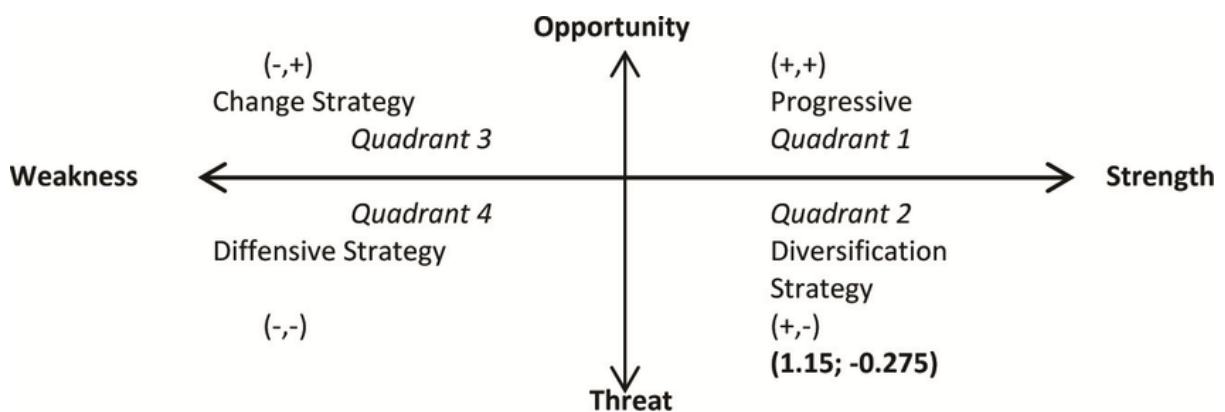 Opportunity
(-,+)
Change Strategy
Quadrant 3
(+,+)
Progressive
Quadrant 1
Weakness
Strength
Quadrant 4
Diffensive Strategy
(-,-)
Quadrant 2
Diversification
Strategy
(+,-)
(1.15; -0.275)
Threat